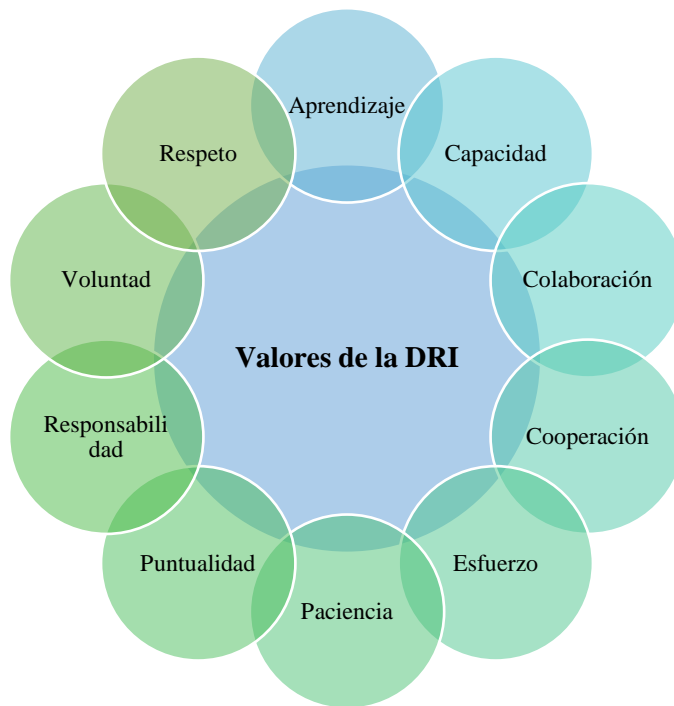 Aprendizaje
Capacidad
Colaboración
Cooperación
Esfuerzo
Paciencia
Puntualidad
Responsabili
dad
Voluntad
Respeto
Valores de la DRI